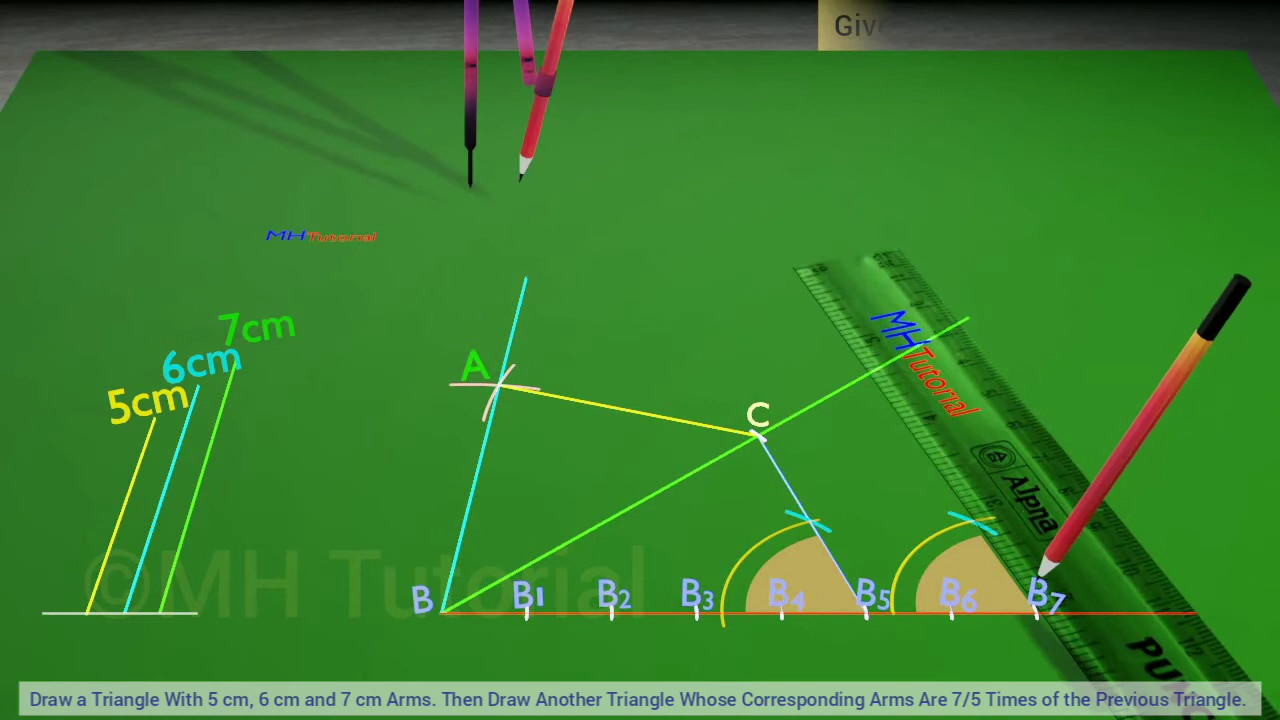 Giv
MH Tutorial
7cm
6cm
5cm
A
C
MH Tutorial
Alpna
©MH Tutorial
B
B1
B2
B3
B4
B5
B6
B7
Draw a Triangle With 5 cm, 6 cm and 7 cm Arms. Then Draw Another Triangle Whose Corresponding Arms Are 7/5 Times of the Previous Triangle.